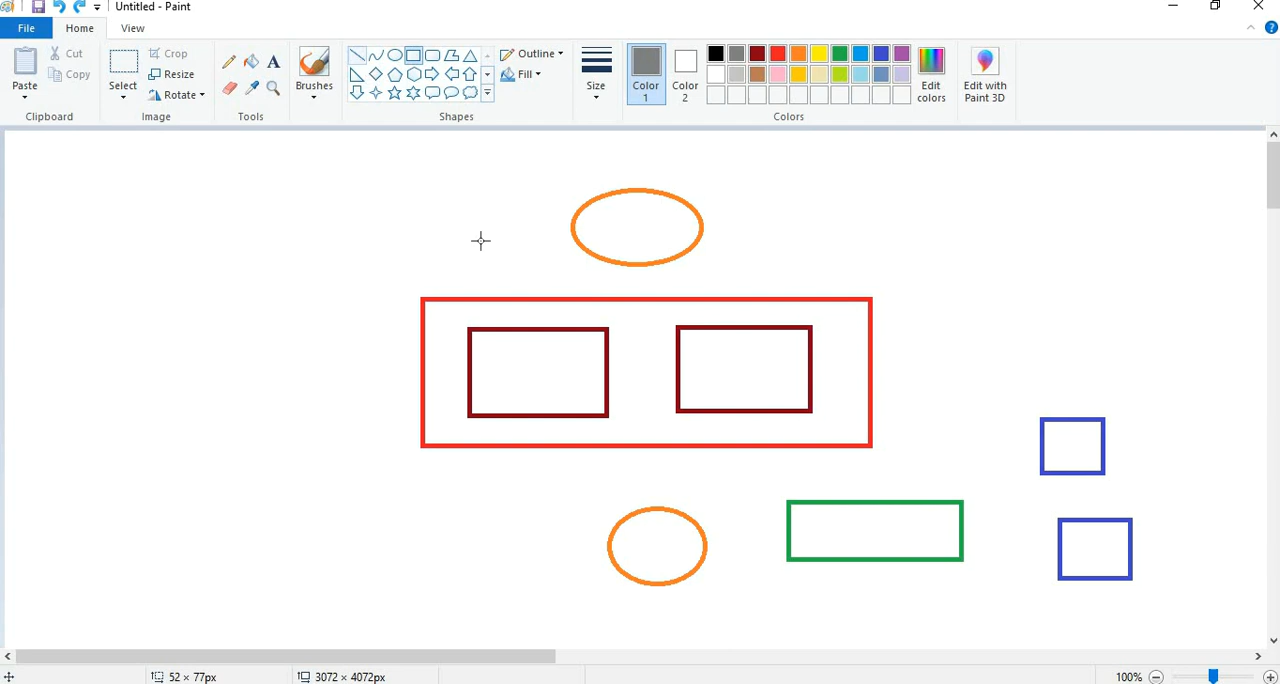 Untitled - Paint
File
Home
View
Paste
Cut
Copy
Clipboard
Select
Crop
Resize
Rotate
Image
Tools
Brushes
Shapes
Outline
Fill
Size
Color 1
Color 2
Colors
Edit colors
Edit with Paint 3D
52 × 77px
3072 × 4072px
100%